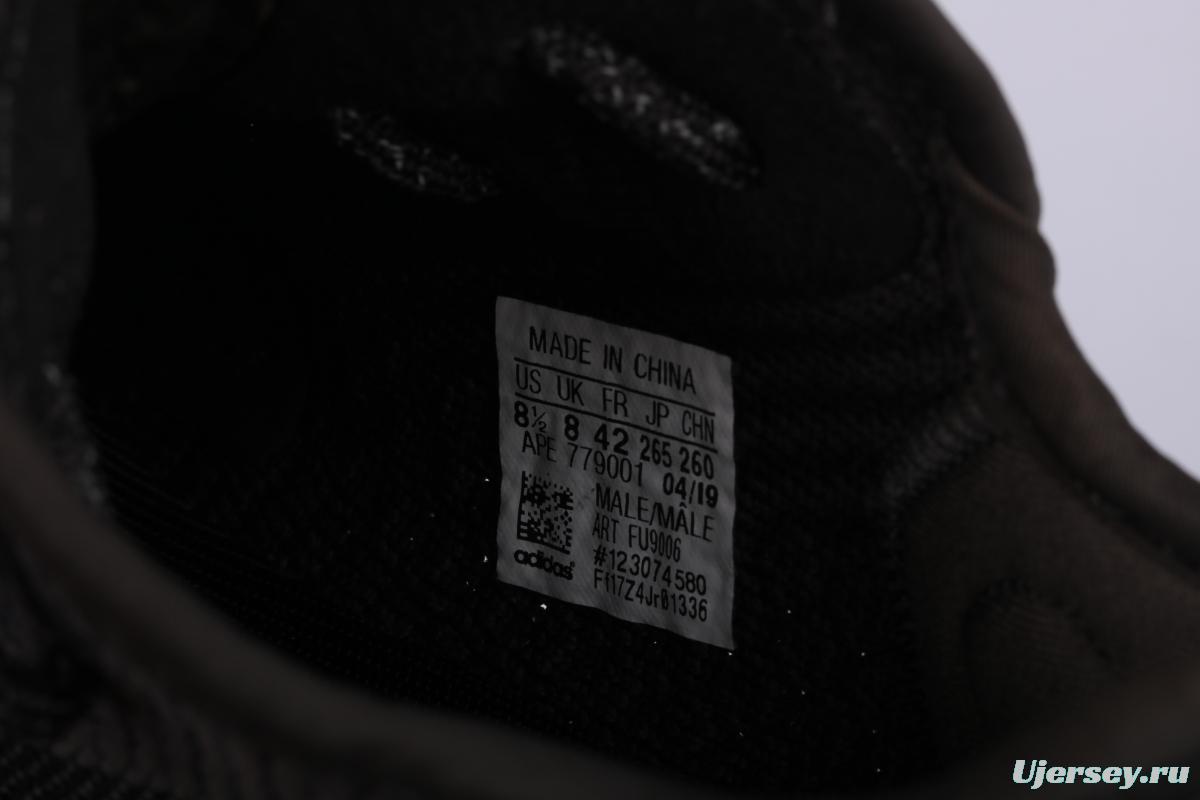 MADE IN CHINA
US UK FR JP CHN
8½ 8 42 265 260
APE 779001 04/19
MALE/MÂLE
ART FU9006
#123074580
Ff17Z4Jr01336
adidas
Ujersey.ru